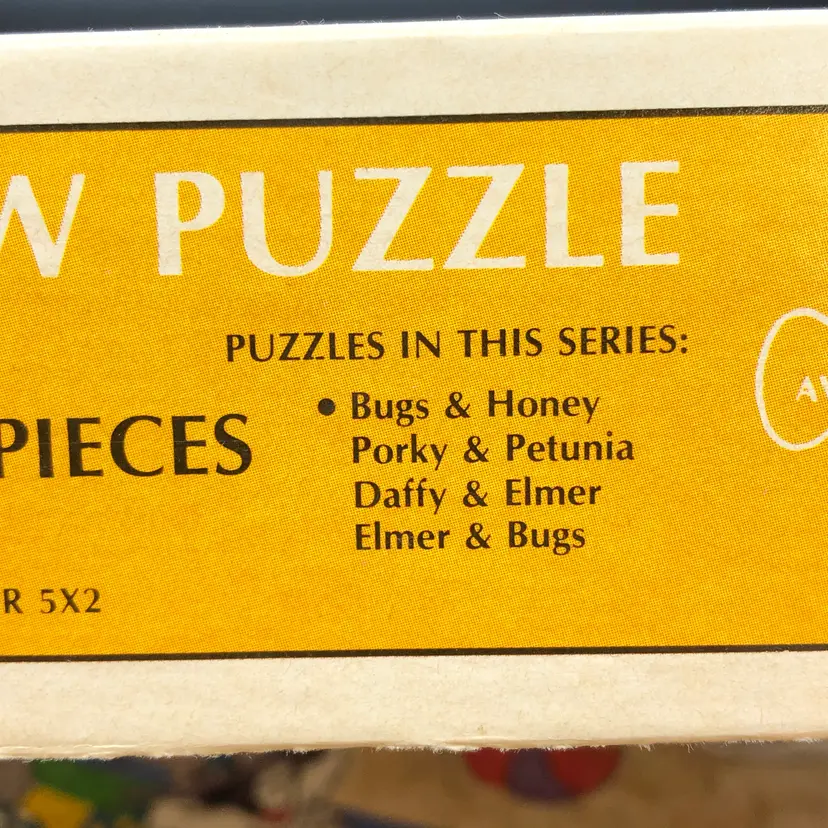 W PUZZLE
PUZZLES IN THIS SERIES:
• Bugs & Honey
PIECES
Porky & Petunia
Daffy & Elmer
Elmer & Bugs
R 5X2